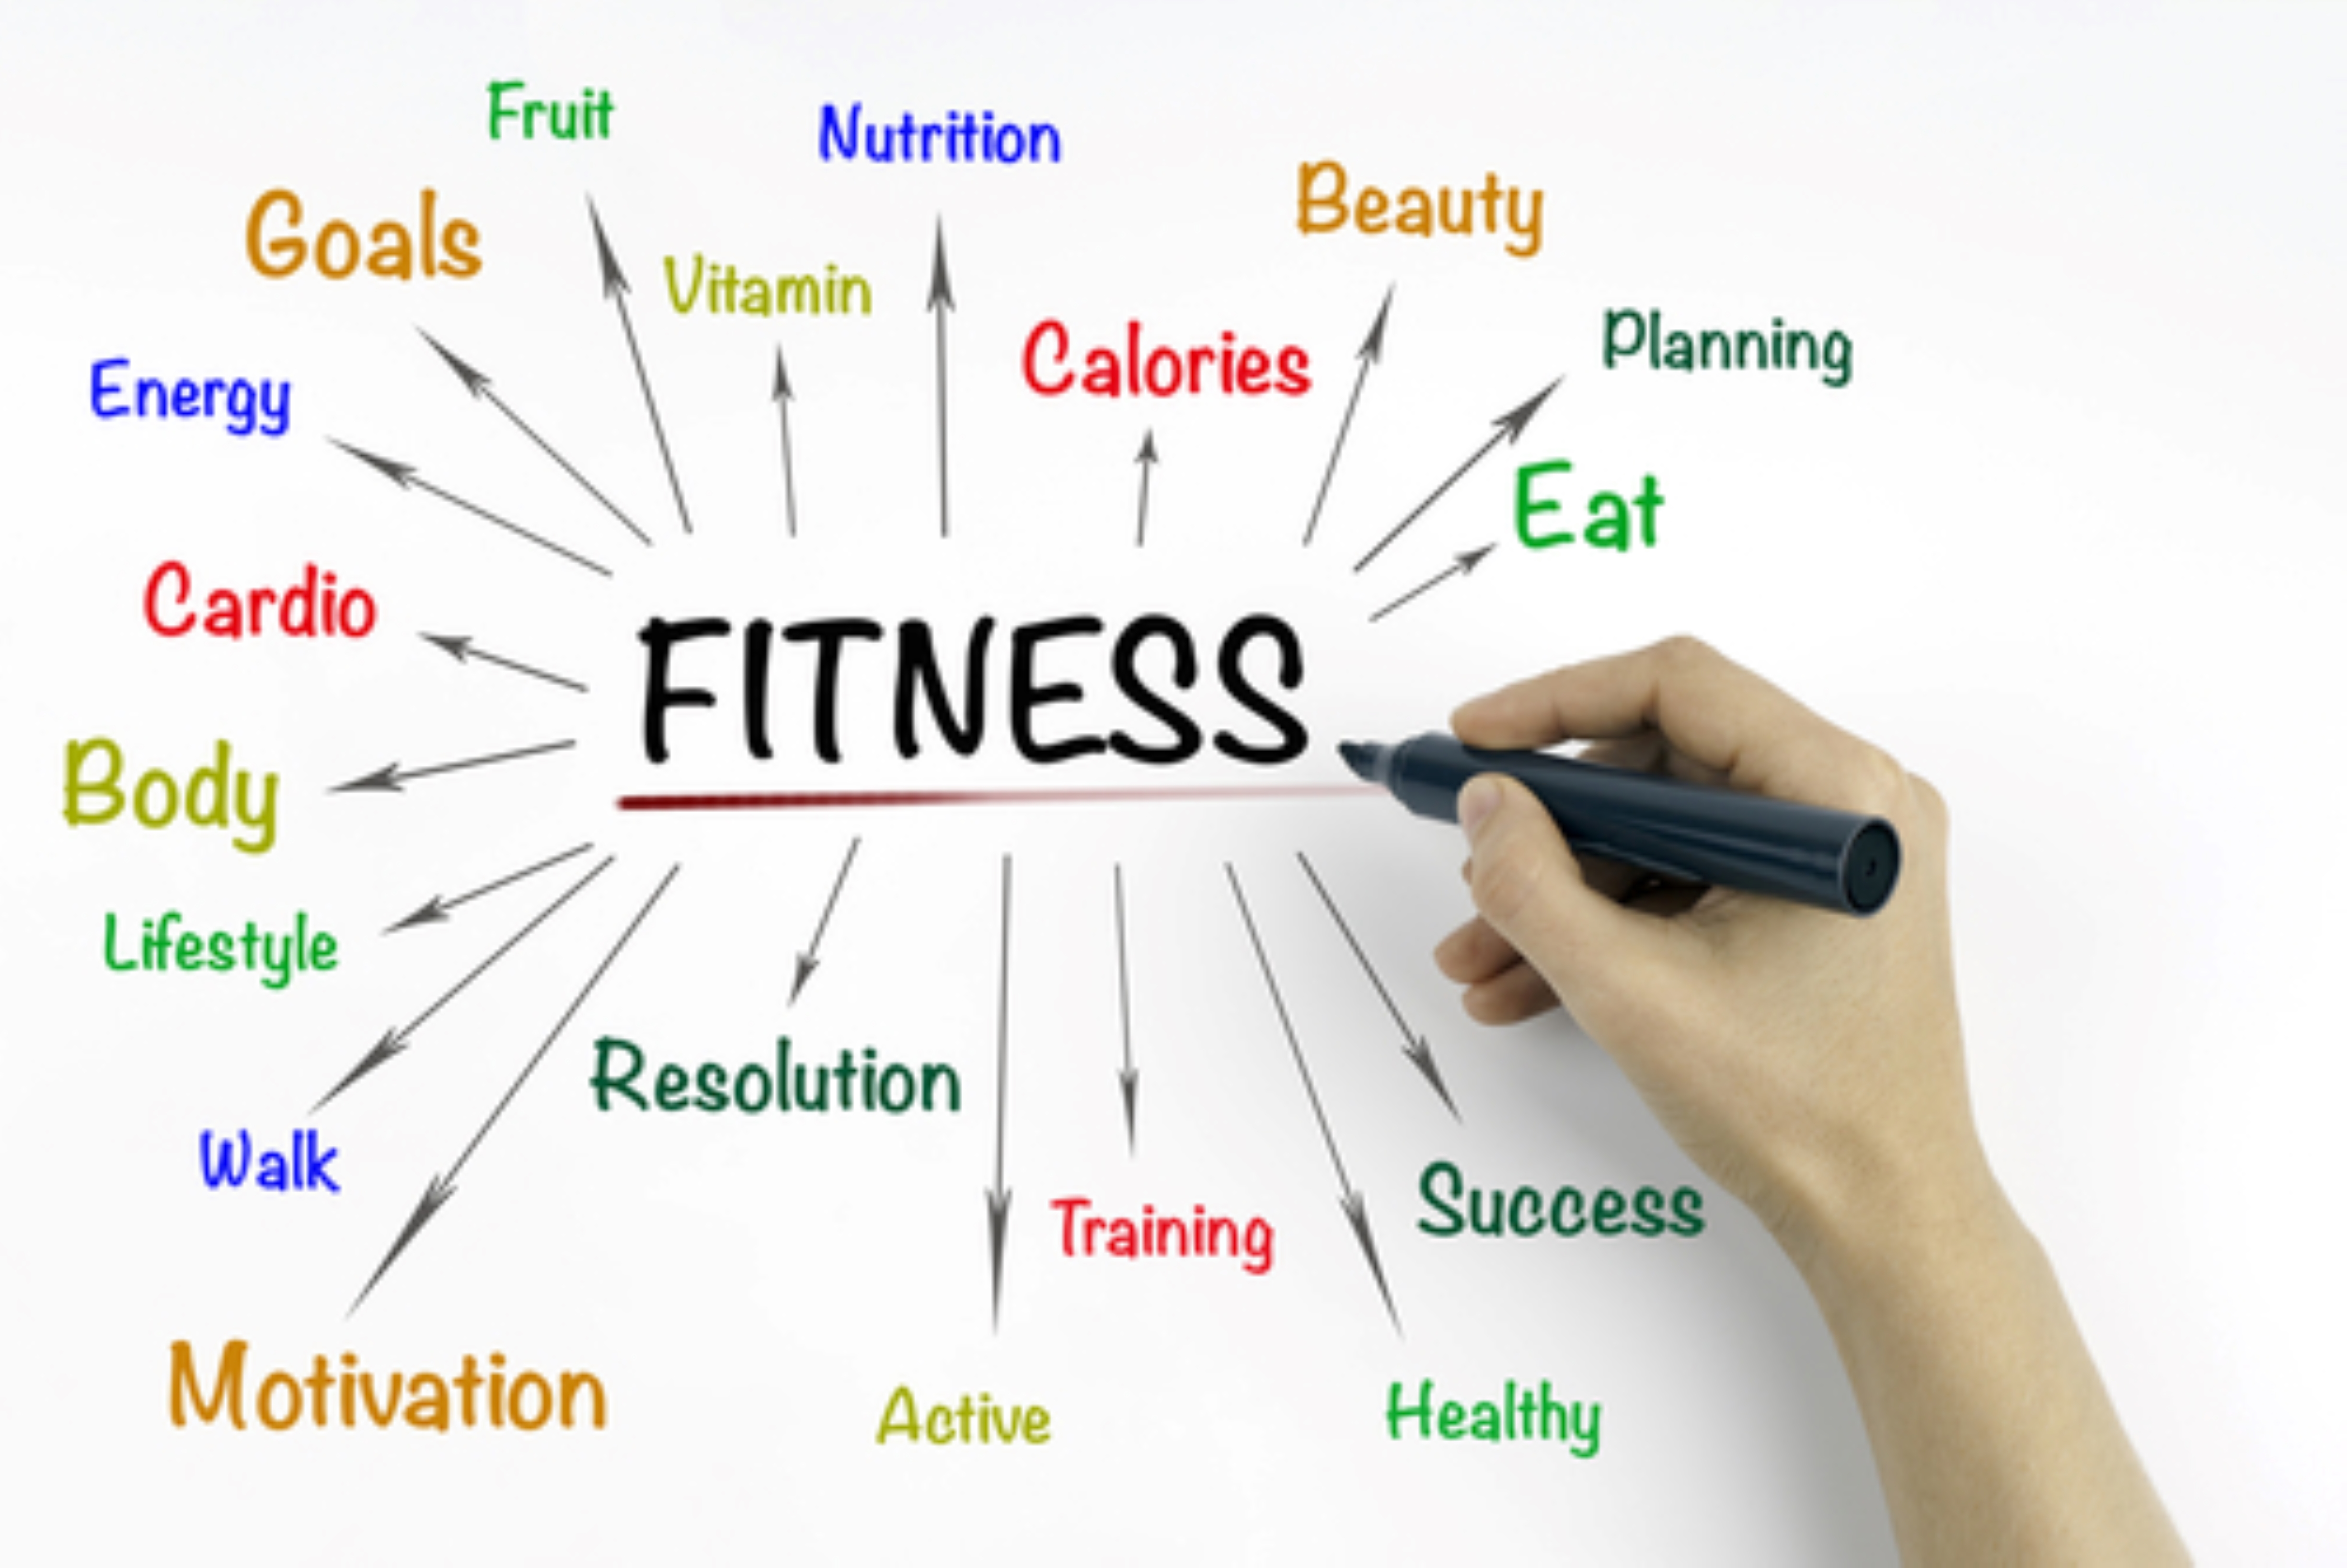 Fruit
Nutrition
Beauty
Goals
Vitamin
Calories
Planning
Energy
Eat
Cardio
FITNESS
Body
Lifestyle
Resolution
Walk
Training
Success
Motivation
Active
Healthy